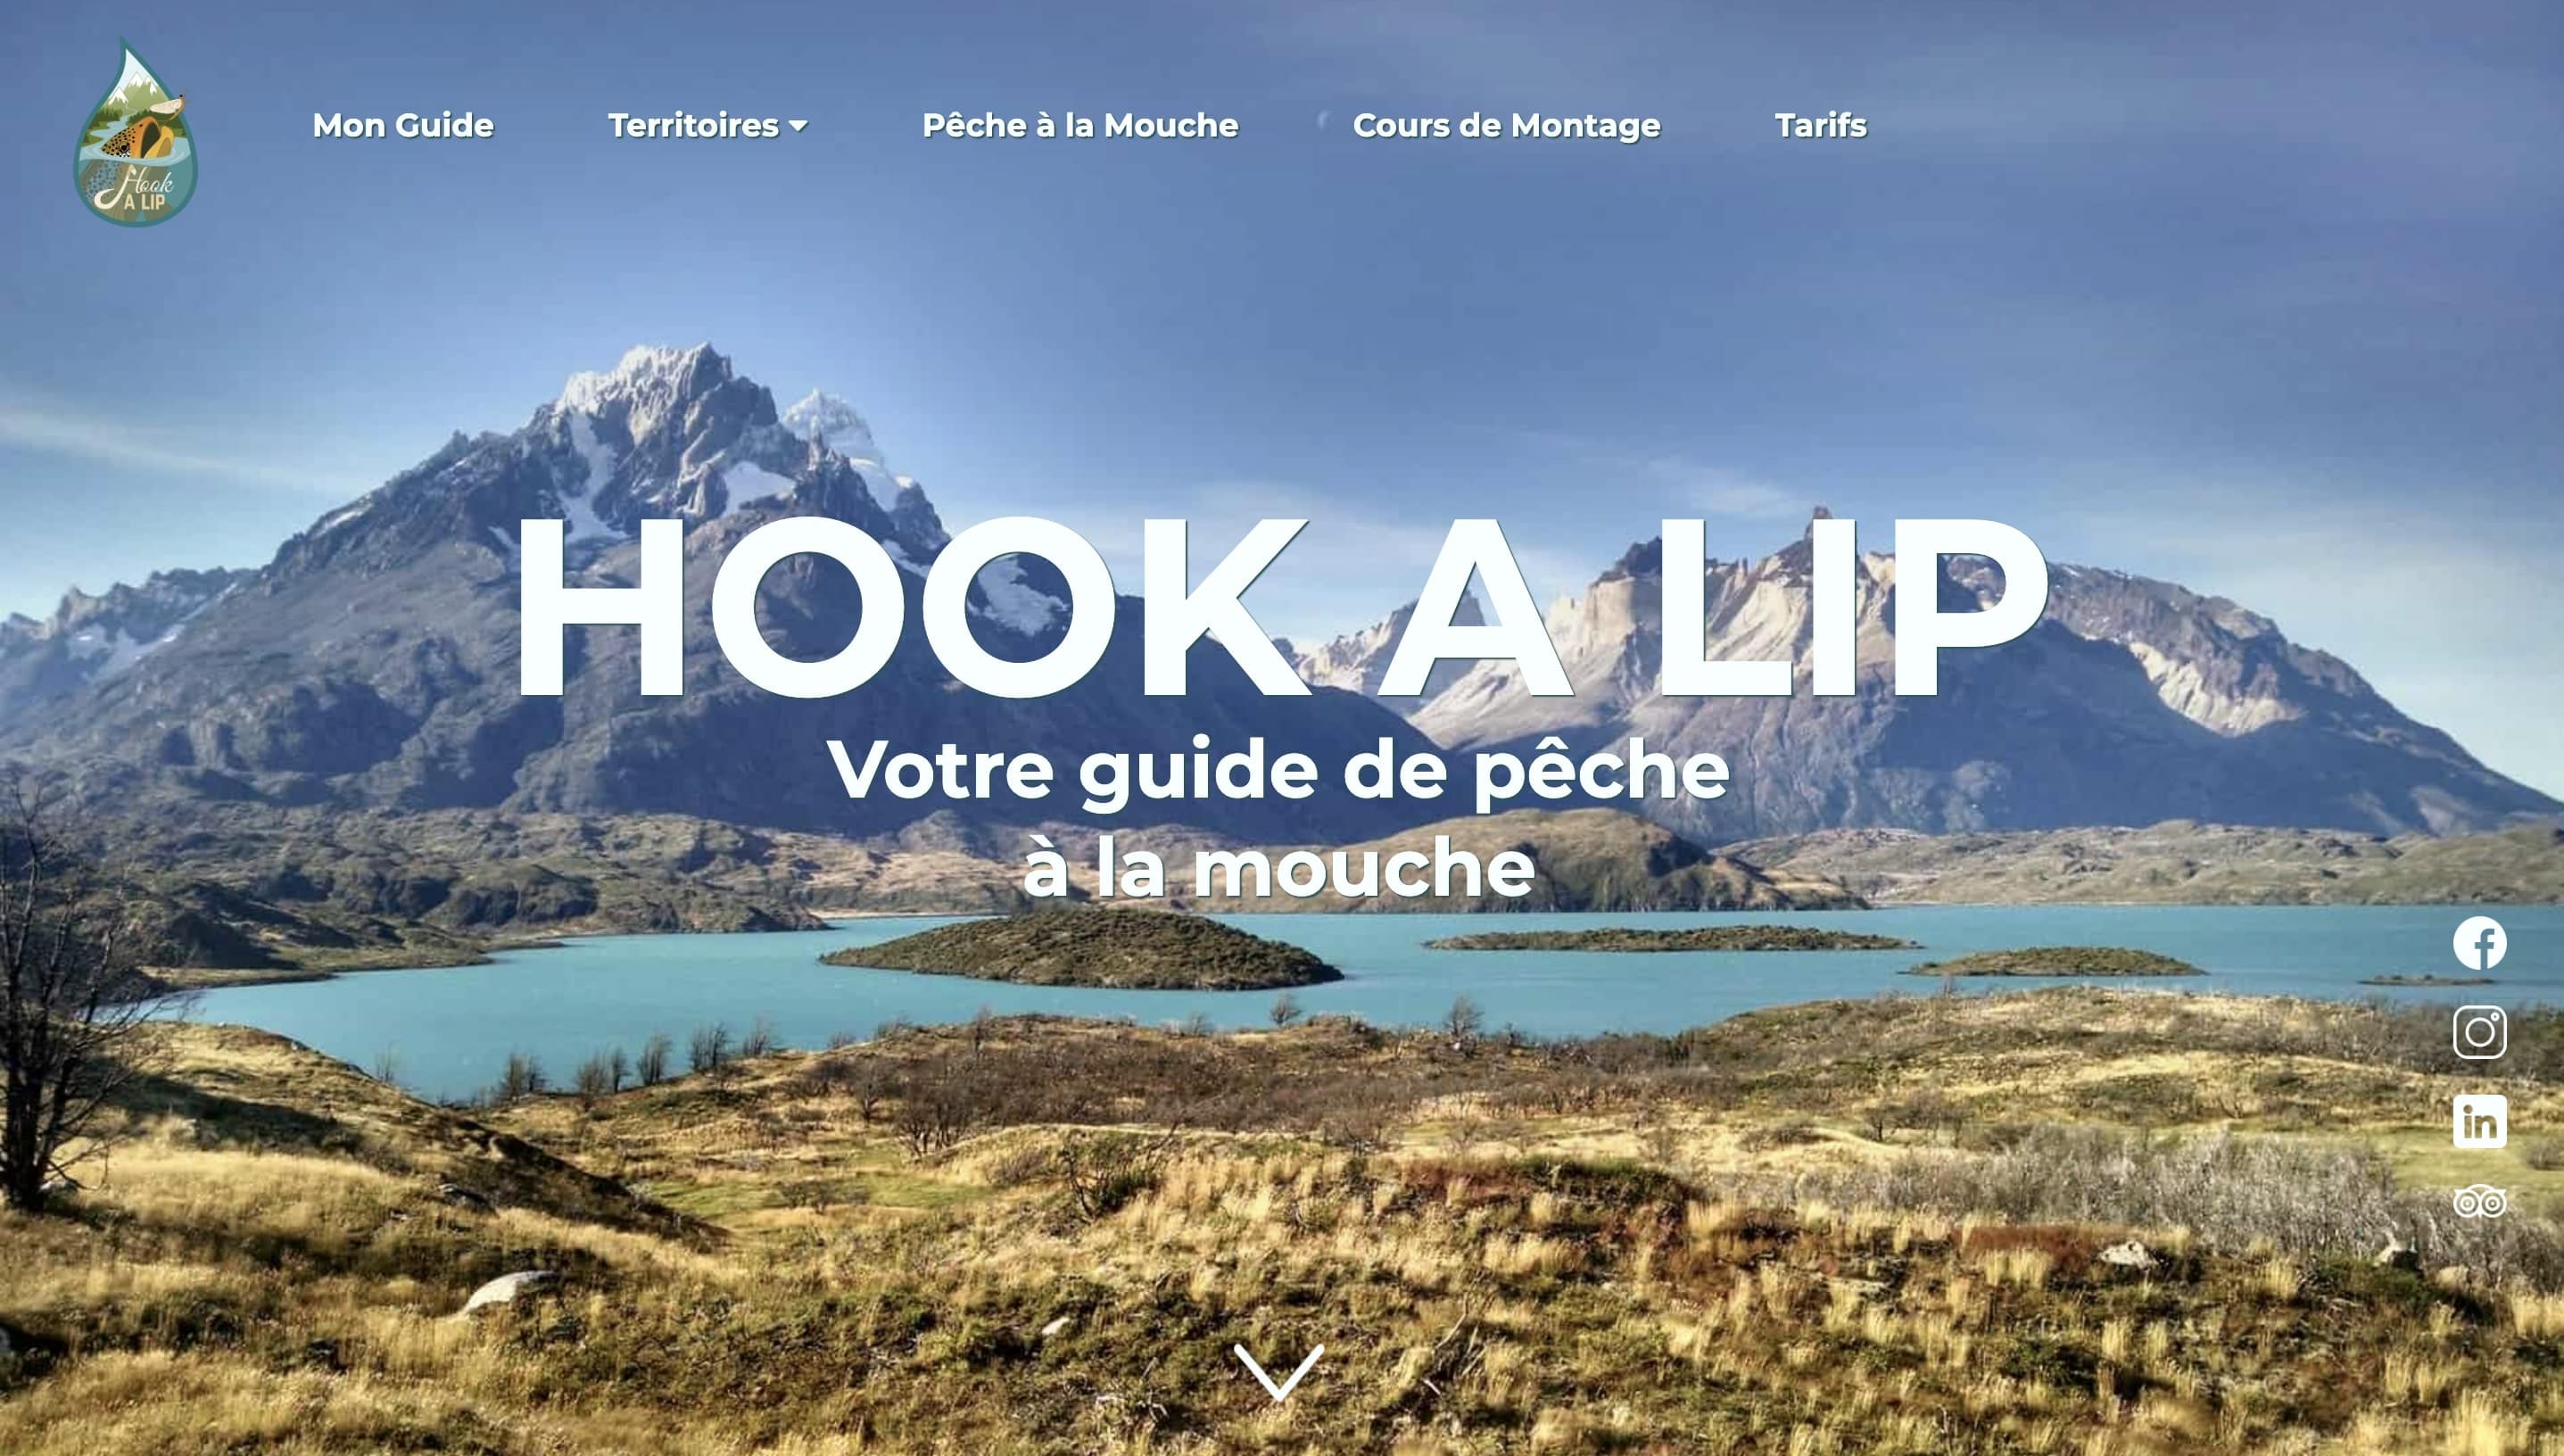 Hook
A LIP
Mon Guide
Territoires
Pêche à la Mouche
Cours de Montage
Tarifs
HOOK A LIP
Votre guide de pêche
à la mouche
in